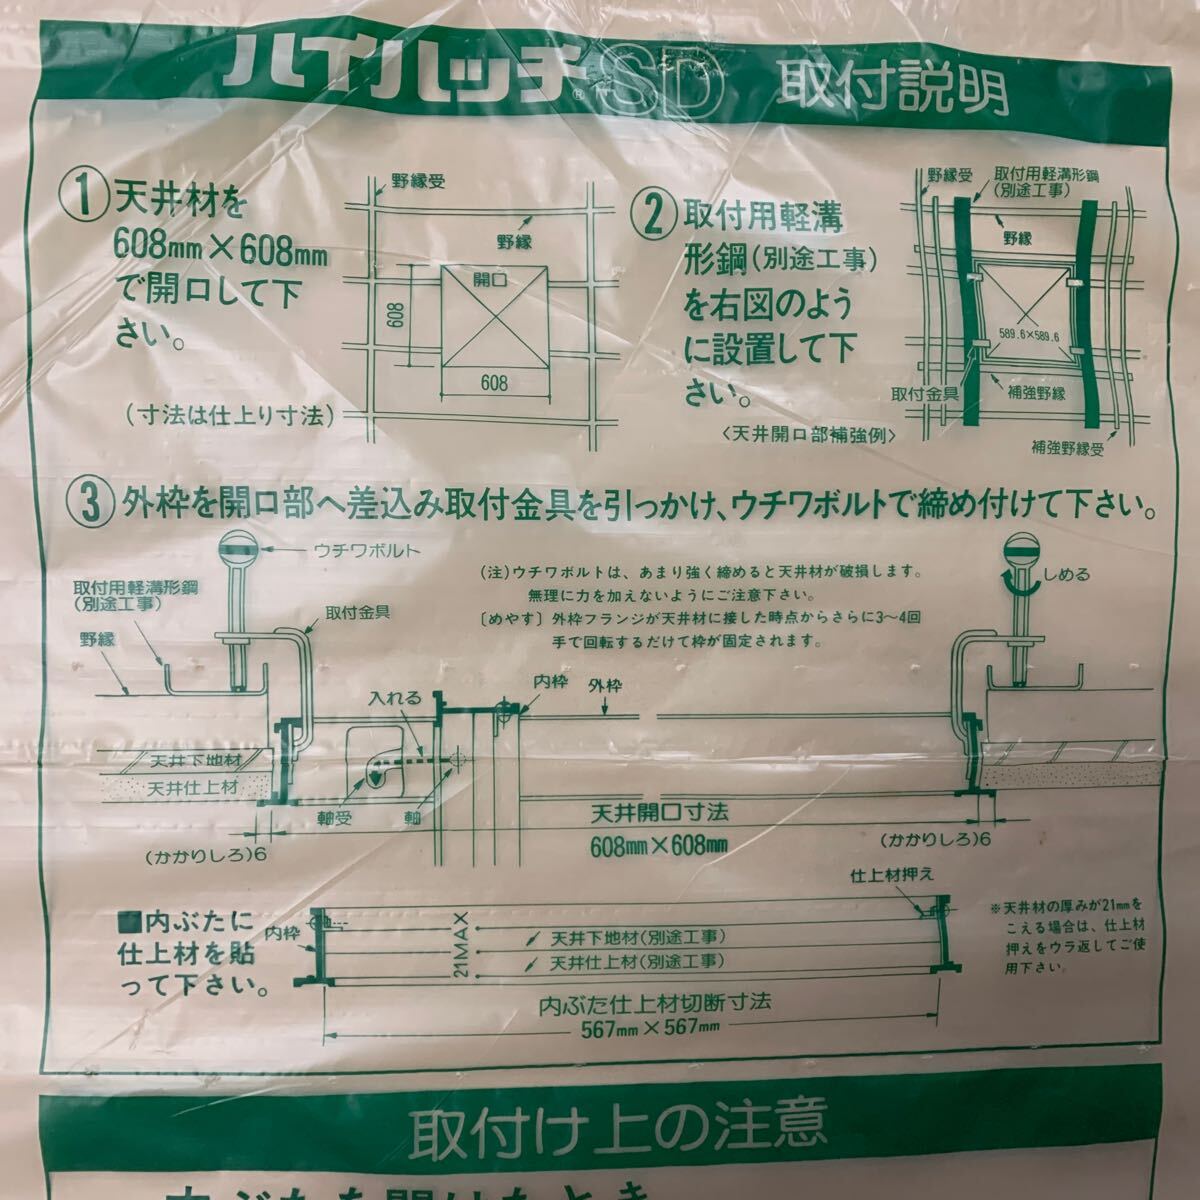 ハイハッチ®SD 取付説明
① 天井材を
608mm×608mm
で開口して下
さい。
(寸法は仕上り寸法)
野縁受
野縁
開口
608
608
② 取付用軽溝
形鋼(別途工事)
を右図のよう
に設置して下
さい。
野縁受
取付用軽溝形鋼
(別途工事)
野縁
589.6×589.6
取付金具
補強野縁
補強野縁受
〈天井開口部補強例〉
③ 外枠を開口部へ差込み取付金具を引っかけ、ウチワボルトで締め付けて下さい。
ウチワボルト
取付用軽溝形鋼
(別途工事)
取付金具
野縁
(注)ウチワボルトは、あまり強く締めると天井材が破損します。
無理に力を加えないようにご注意下さい。
〔めやす〕外枠フランジが天井材に接した時点からさらに3〜4回
手で回転するだけで枠が固定されます。
しめる
入れる
内枠
外枠
天井下地材
天井仕上材
軸受
軸
天井開口寸法
608mm×608mm
(かかりしろ)6
(かかりしろ)6
■内ぶたに
仕上材を貼
って下さい。
内枠
21MAX
天井下地材(別途工事)
天井仕上材(別途工事)
仕上材押え
内ぶた仕上材切断寸法
567mm×567mm
※天井材の厚みが21mmを
こえる場合は、仕上材
押えをウラ返してご使
用下さい。
取付け上の注意
内ぶたを開けたとき